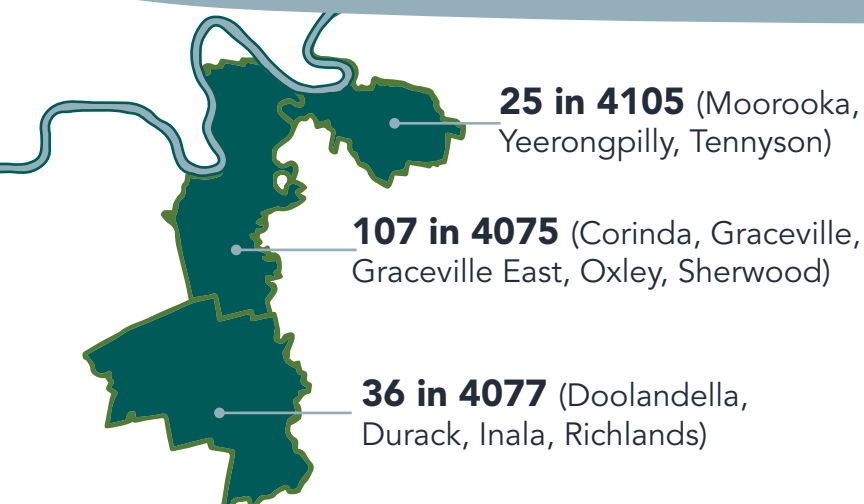 25 in 4105 (Moorooka,
Yeerongpilly, Tennyson)
107 in 4075 (Corinda, Graceville,
Graceville East, Oxley, Sherwood)
36 in 4077 (Doolandella,
Durack, Inala, Richlands)